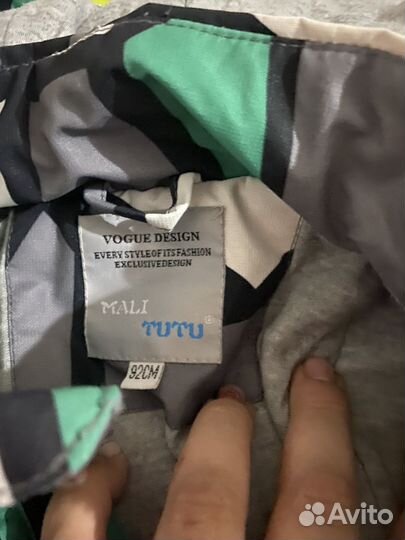 VOGUE DESIGN
EVERY STYLE OF ITS FASHION
EXCLUSIVEDESIGN
MALI
TUTU®
92CM
Avito